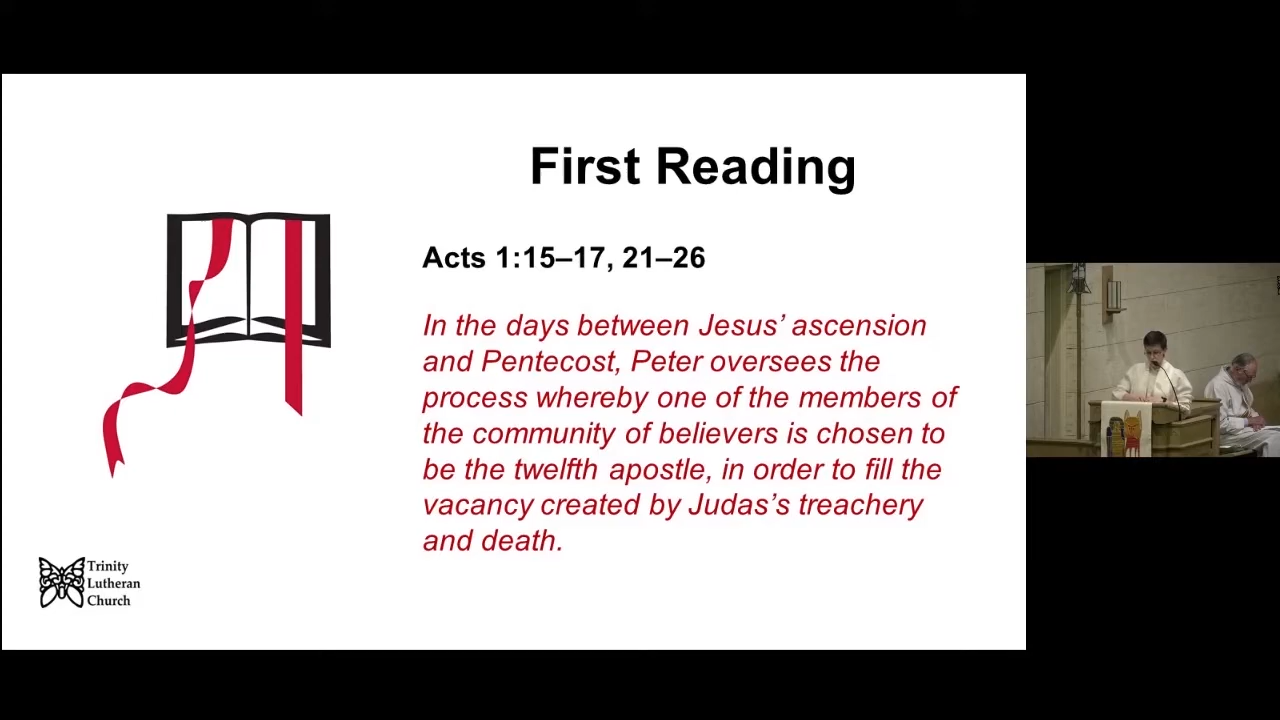 First Reading
Acts 1:15–17, 21–26
In the days between Jesus’ ascension
and Pentecost, Peter oversees the
process whereby one of the members of
the community of believers is chosen to
be the twelfth apostle, in order to fill the
vacancy created by Judas’s treachery
and death.
Trinity
Lutheran
Church